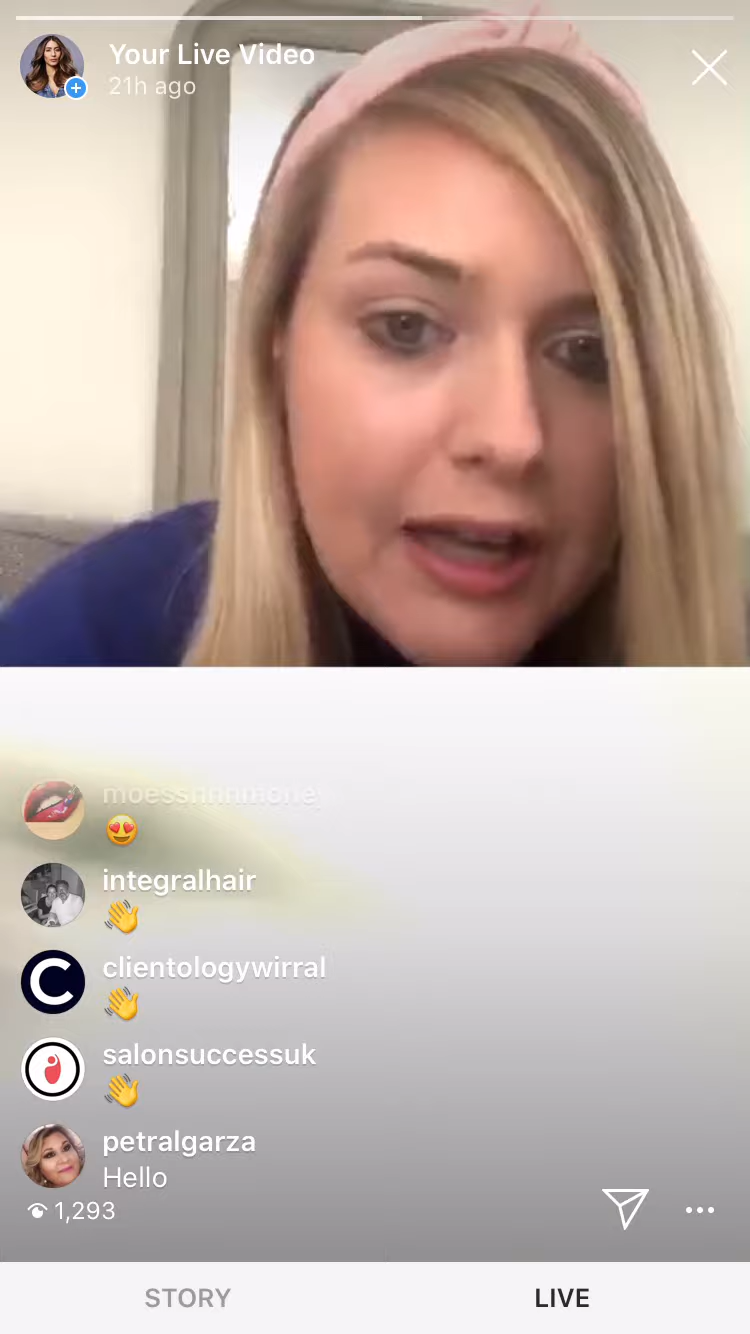 Your Live Video
21h ago
😍
integralhair
👋
clientologywirral
👋
salonsuccessuk
👋
petralgarza
Hello
1,293
STORY
LIVE